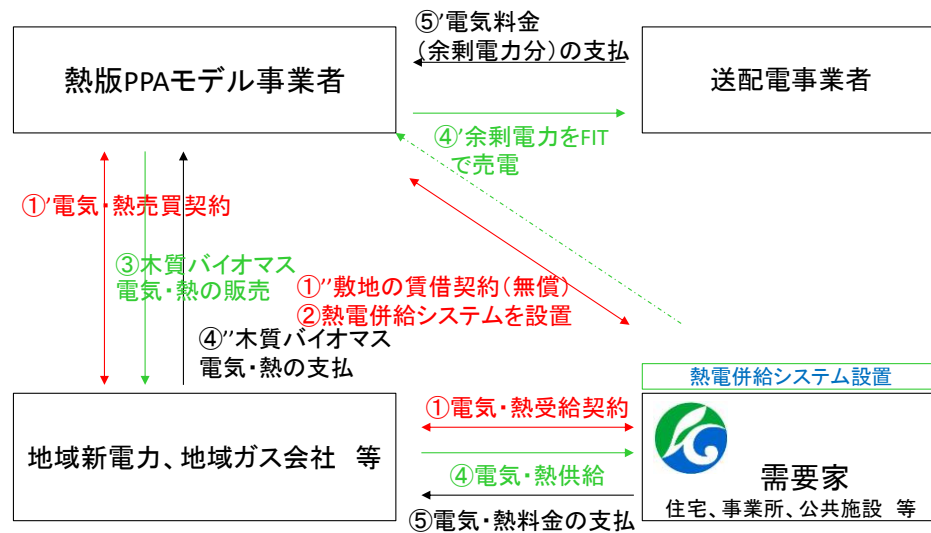 ⑤’電気料金
(余剰電力分)の支払
熱版PPAモデル事業者
送配電事業者
④’余剰電力をFIT
で売電
①’電気・熱売買契約
③木質バイオマス
電気・熱の販売
①’’敷地の賃借契約(無償)
②熱電併給システムを設置
④’’木質バイオマス
電気・熱の支払
熱電併給システム設置
①電気・熱受給契約
地域新電力、地域ガス会社 等
④電気・熱供給
需要家
住宅、事業所、公共施設 等
⑤電気・熱料金の支払